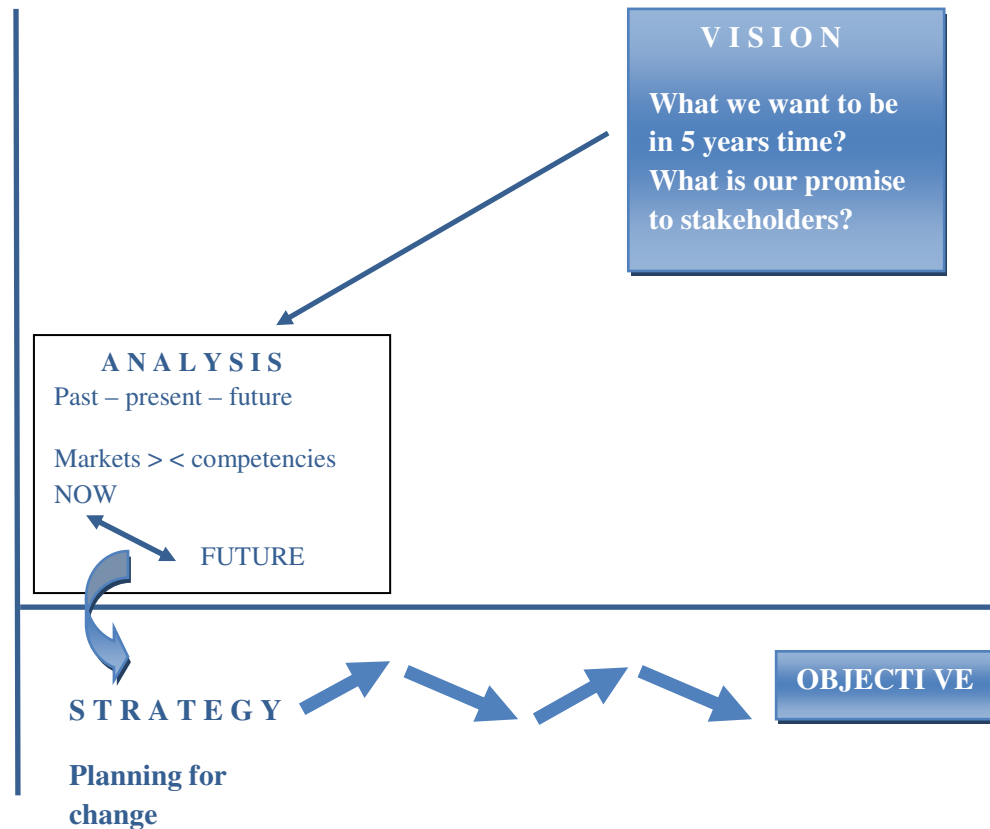 V I S I O N
What we want to be
in 5 years time?
What is our promise
to stakeholders?
A N A L Y S I S
Past – present – future
Markets > < competencies
NOW
FUTURE
S T R A T E G Y
OBJECTI VE
Planning for
change